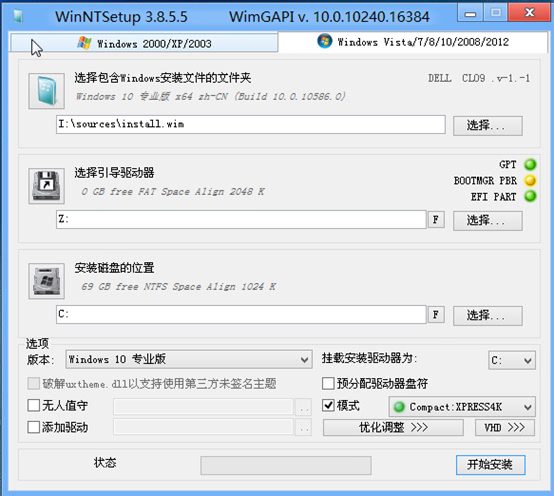 WinNTSetup 3.8.5.5 WimGAPI v. 10.0.10240.16384
Windows 2000/XP/2003 Windows Vista/7/8/10/2008/2012
选择包含Windows安装文件的文件夹 DELL CL09 .v-1.-1
Windows 10 专业版 x64 zh-CN (Build 10.0.10586.0)
I:\sources\install.wim 选择...
GPT
选择引导驱动器 BOOTMGR PBR
0 GB free FAT Space Align 2048 K EFI PART
Z: F 选择...
安装磁盘的位置
69 GB free NTFS Space Align 1024 K
C: F 选择...
选项
版本: Windows 10 专业版 挂载安装驱动器为: C:
破解uxtheme.dll以支持使用第三方未签名主题 预分配驱动器盘符
无人值守 .. 模式 Compact:XPRESS4K
添加驱动 .. 优化调整 >>> VHD >>>
状态 开始安装